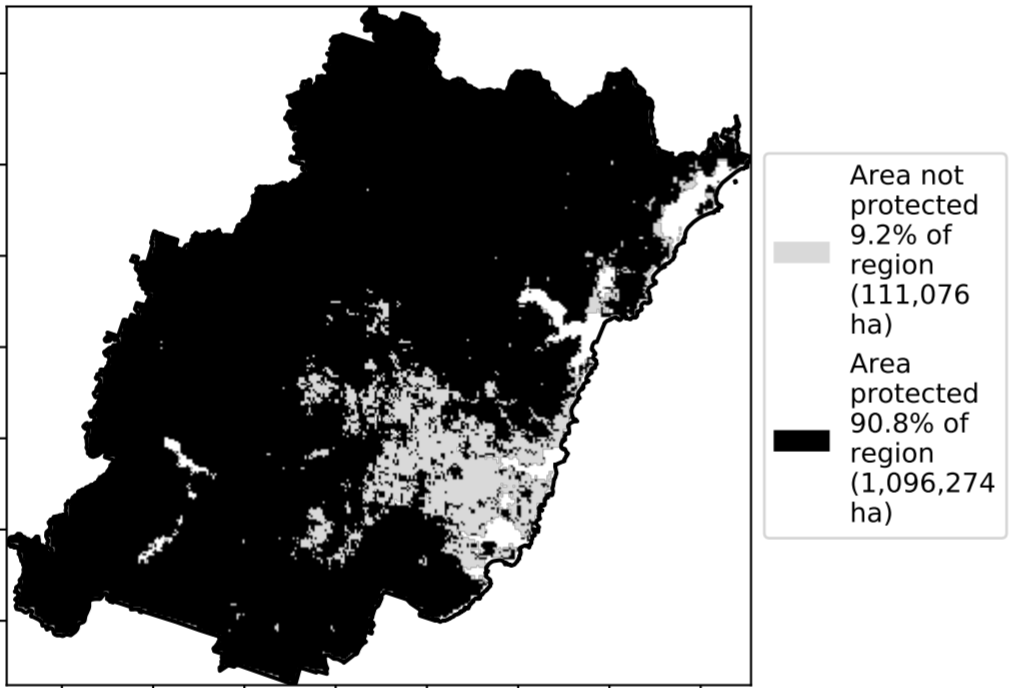 Area not
protected
9.2% of
region
(111,076
ha)
Area
protected
90.8% of
region
(1,096,274
ha)